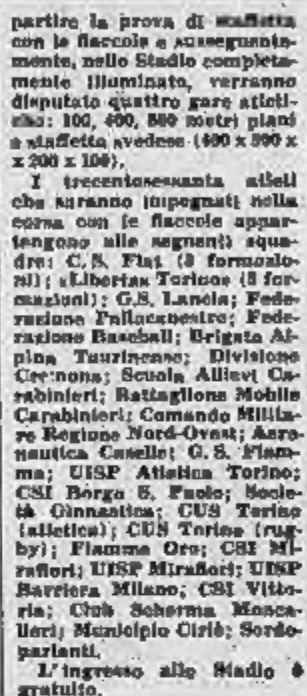 partire la prova di staffetta
con le fiaccole e susseguente-
mente, nello Stadio completa-
mente illuminato, verranno
disputate quattro gare atleti-
che: 100, 400, 800 metri piani
e staffetta svedese (400 x 300 x
x 200 x 100).
I trecentosessanta atleti
che saranno impegnati nella
corsa con le fiaccole appar-
tengono alle seguenti squa-
dre: C.S. Fiat (3 formazio-
ni); «Libertas Torino» (3 for-
mazioni); G.S. Lancia; Fede-
razione Pallacanestro; Fede-
razione Baseball; Brigata Al-
pina Taurinense; Divisione
Cremona; Scuola Allievi Ca-
rabinieri; Battaglione Mobile
Carabinieri; Comando Milita-
re Regione Nord-Ovest; Aero-
nautica Caselle; G. S. Fiam-
ma; UISP Atletica Torino;
CSI Borgo S. Paolo; Socie-
tà Ginnastica; CUS Torino
(atletica); CUS Torino (rug-
by); Fiamme Oro; CSI Mi-
rafiori; UISP Mirafiori; UISP
Barriera Milano; CSI Vitto-
ria; Club Scherma Monca-
lieri; Municipio Ciriè; Sordo-
parlanti.
L'ingresso allo Stadio è
gratuito.